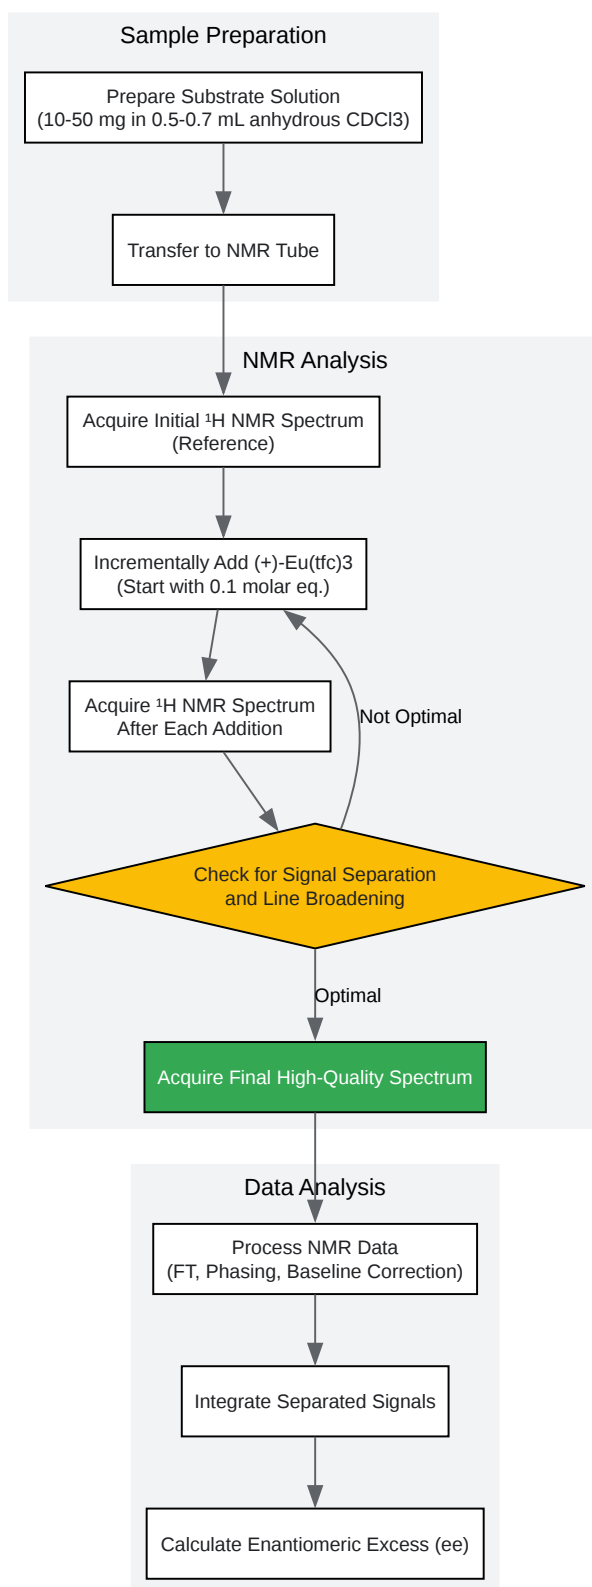 Sample Preparation
Prepare Substrate Solution
(10-50 mg in 0.5-0.7 mL anhydrous CDCl3)
Transfer to NMR Tube
NMR Analysis
Acquire Initial ¹H NMR Spectrum
(Reference)
Incrementally Add (+)-Eu(tfc)3
(Start with 0.1 molar eq.)
Acquire ¹H NMR Spectrum
After Each Addition
Not Optimal
Check for Signal Separation
and Line Broadening
Optimal
Acquire Final High-Quality Spectrum
Data Analysis
Process NMR Data
(FT, Phasing, Baseline Correction)
Integrate Separated Signals
Calculate Enantiomeric Excess (ee)